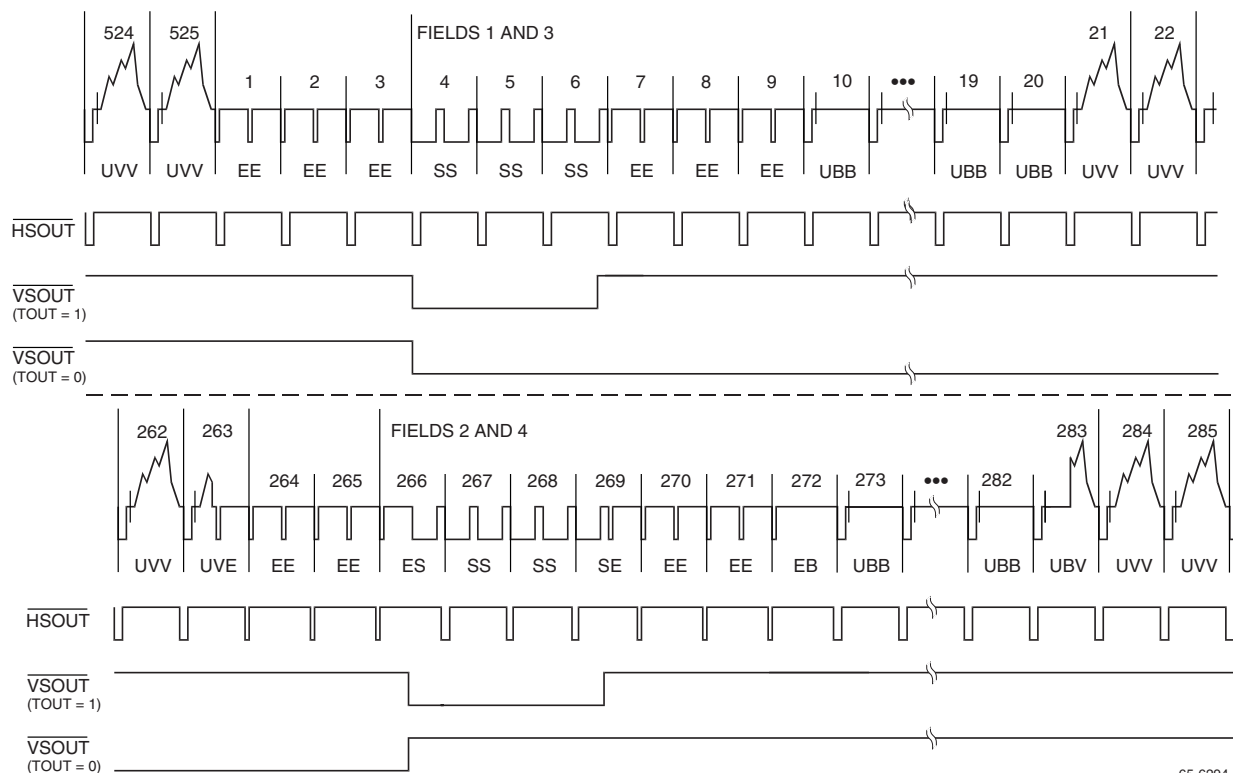 524 525 FIELDS 1 AND 3 21 22
1 2 3 4 5 6 7 8 9 10 ••• 19 20
UVV UVV EE EE EE SS SS SS EE EE EE UBB UBB UBB UVV UVV
HSOUT
VSOUT
(TOUT = 1)
VSOUT
(TOUT = 0)
262 263 FIELDS 2 AND 4 283 284 285
264 265 266 267 268 269 270 271 272 273 ••• 282
UVV UVE EE EE ES SS SS SE EE EE EB UBB UBB UBV UVV UVV
HSOUT
VSOUT
(TOUT = 1)
VSOUT
(TOUT = 0)